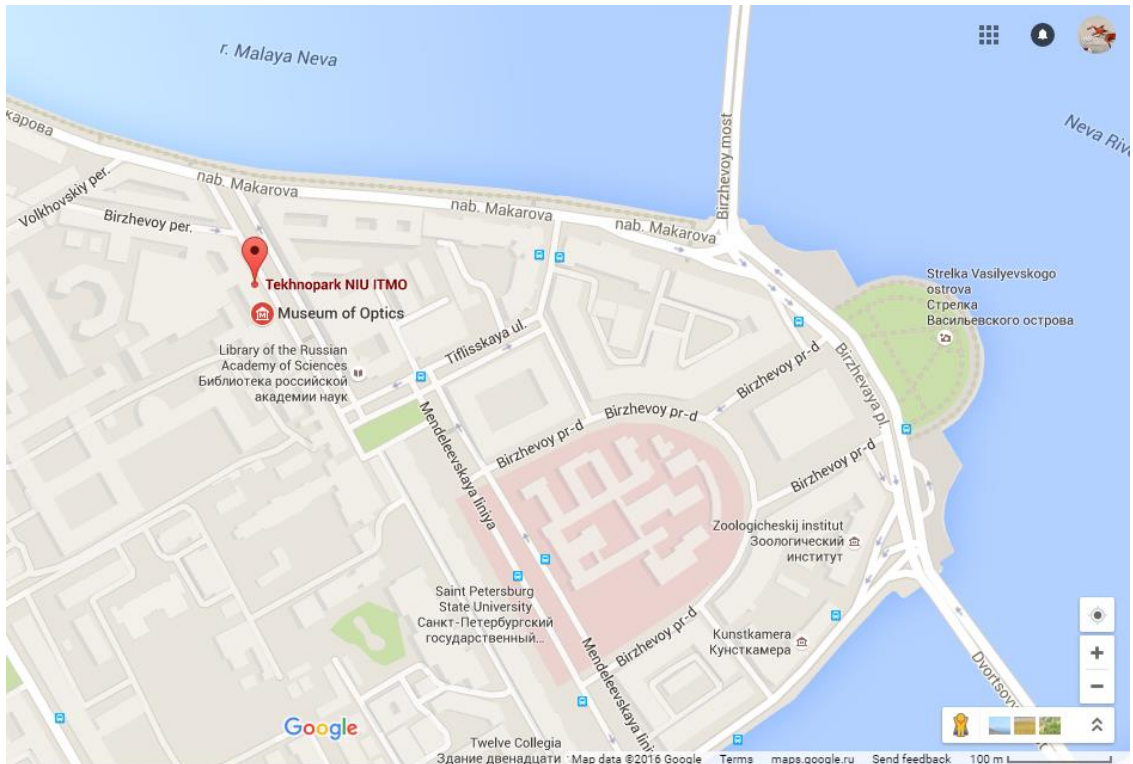 r. Malaya Neva
Neva Rive
карова
nab. Makarova
nab. Makarova
nab. Makarova
Birzhevoy most
Volkhovskiy per.
Birzhevoy per.
Tekhnopark NIU ITMO
Museum of Optics
Strelka Vasilyevskogo
ostrova
Стрелка
Васильевского острова
Library of the Russian
Academy of Sciences
Библиотека российской
академии наук
Tiflisskaya ul.
Birzhevoy pr-d
Birzhevaya pl.
Birzhevoy pr-d
Birzhevoy pr-d
Birzhevoy pr-d
Mendeleevskaya liniya
Zoologicheskij institut
Зоологический
институт
Saint Petersburg
State University
Санкт-Петербургский
государственный...
Kunstkamera
Кунсткамера
Birzhevoy pr-d
Mendeleevskaya liniya
Dvortsovy
Google
Twelve Collegia
Здание двенадцати
Map data ©2016 Google Terms maps.google.ru Send feedback 100 m